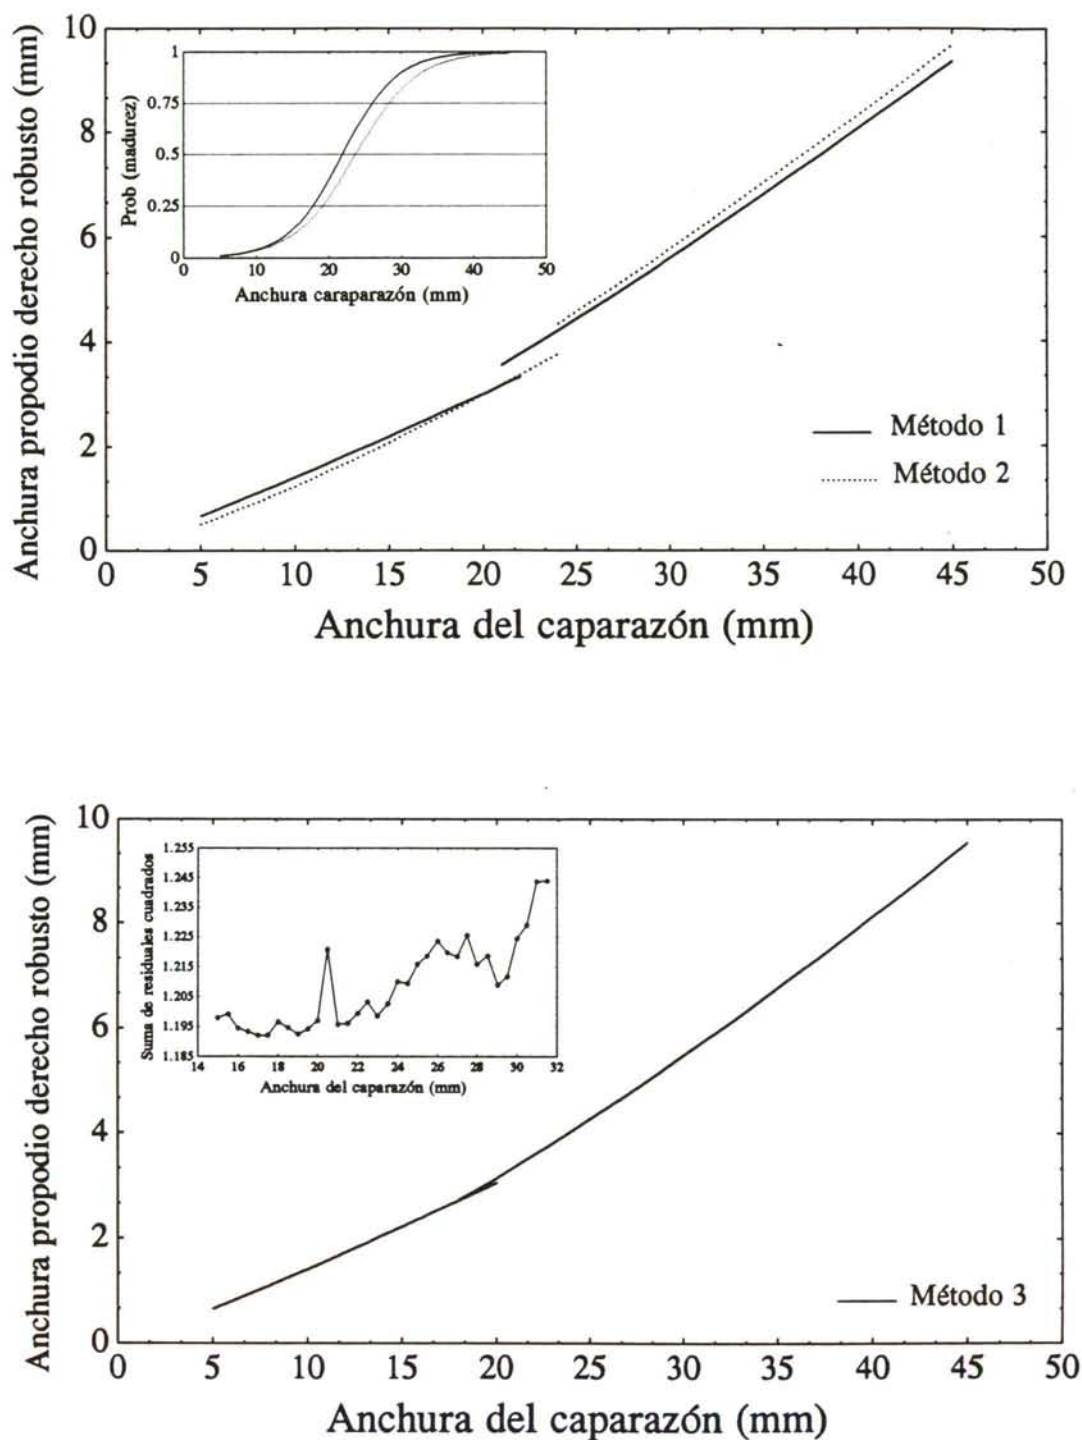 Anchura propodio derecho robusto (mm)
10
8
6
4
2
0
Prob (madurez)
1
0.75
0.5
0.25
0
0 10 20 30 40 50
Anchura caraparazón (mm)
Método 1
Método 2
0 5 10 15 20 25 30 35 40 45 50
Anchura del caparazón (mm)
Anchura propodio derecho robusto (mm)
10
8
6
4
2
0
Suma de residuales cuadrados
1.255
1.245
1.235
1.225
1.215
1.205
1.195
1.185
14 16 18 20 22 24 26 28 30 32
Anchura del caparazón (mm)
Método 3
0 5 10 15 20 25 30 35 40 45 50
Anchura del caparazón (mm)